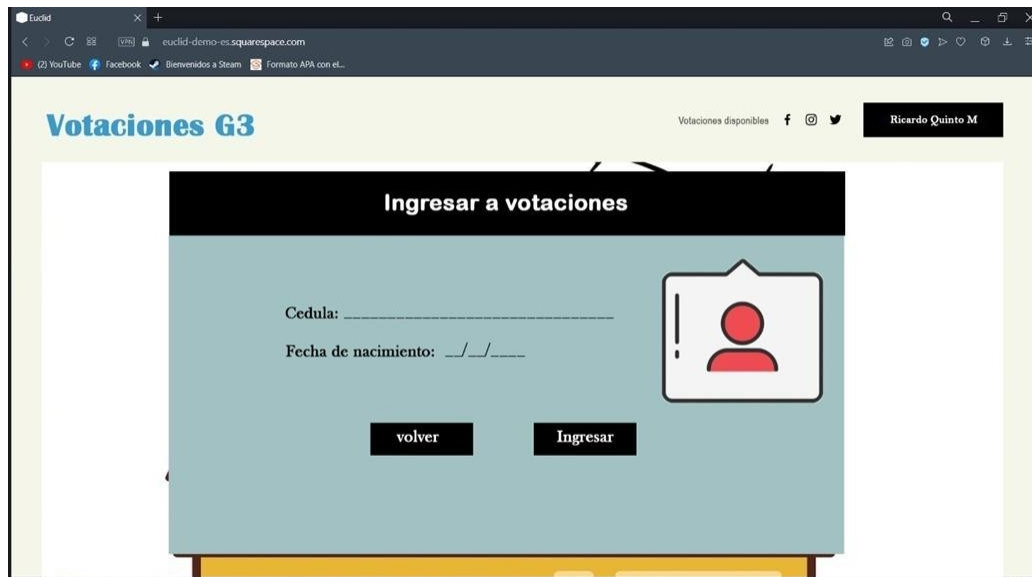 Euclid
VPN
euclid-demo-es.squarespace.com
(2) YouTube Facebook Bienvenidos a Steam Formato APA con el...
Votaciones G3
Votaciones disponibles
Ricardo Quinto M
Ingresar a votaciones
Cedula: ______________________________
Fecha de nacimiento: __/__/____
volver
Ingresar